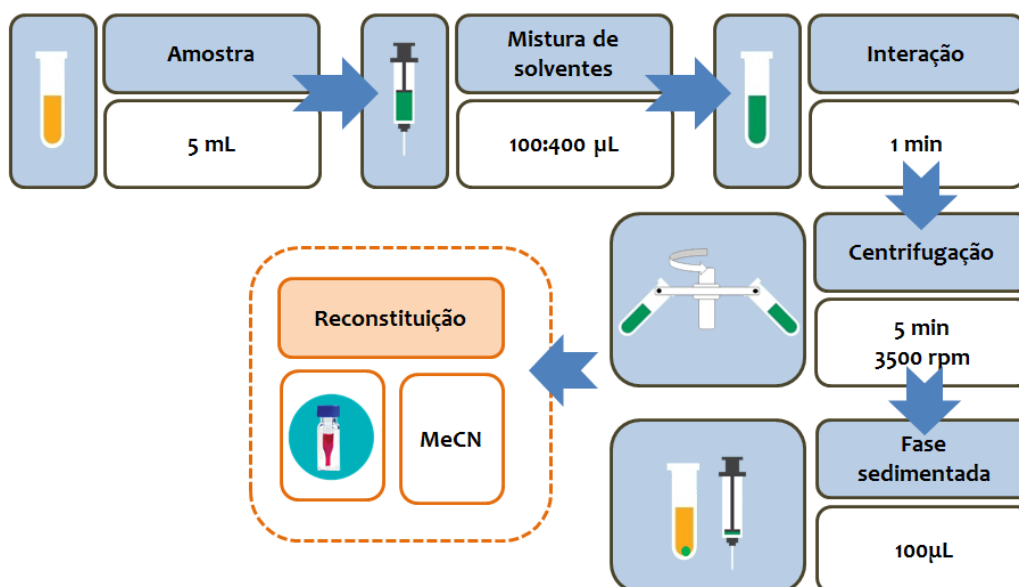 Amostra
5 mL
Mistura de
solventes
100:400 µL
Interação
1 min
Centrifugação
5 min
3500 rpm
Fase
sedimentada
100µL
Reconstituição
MeCN